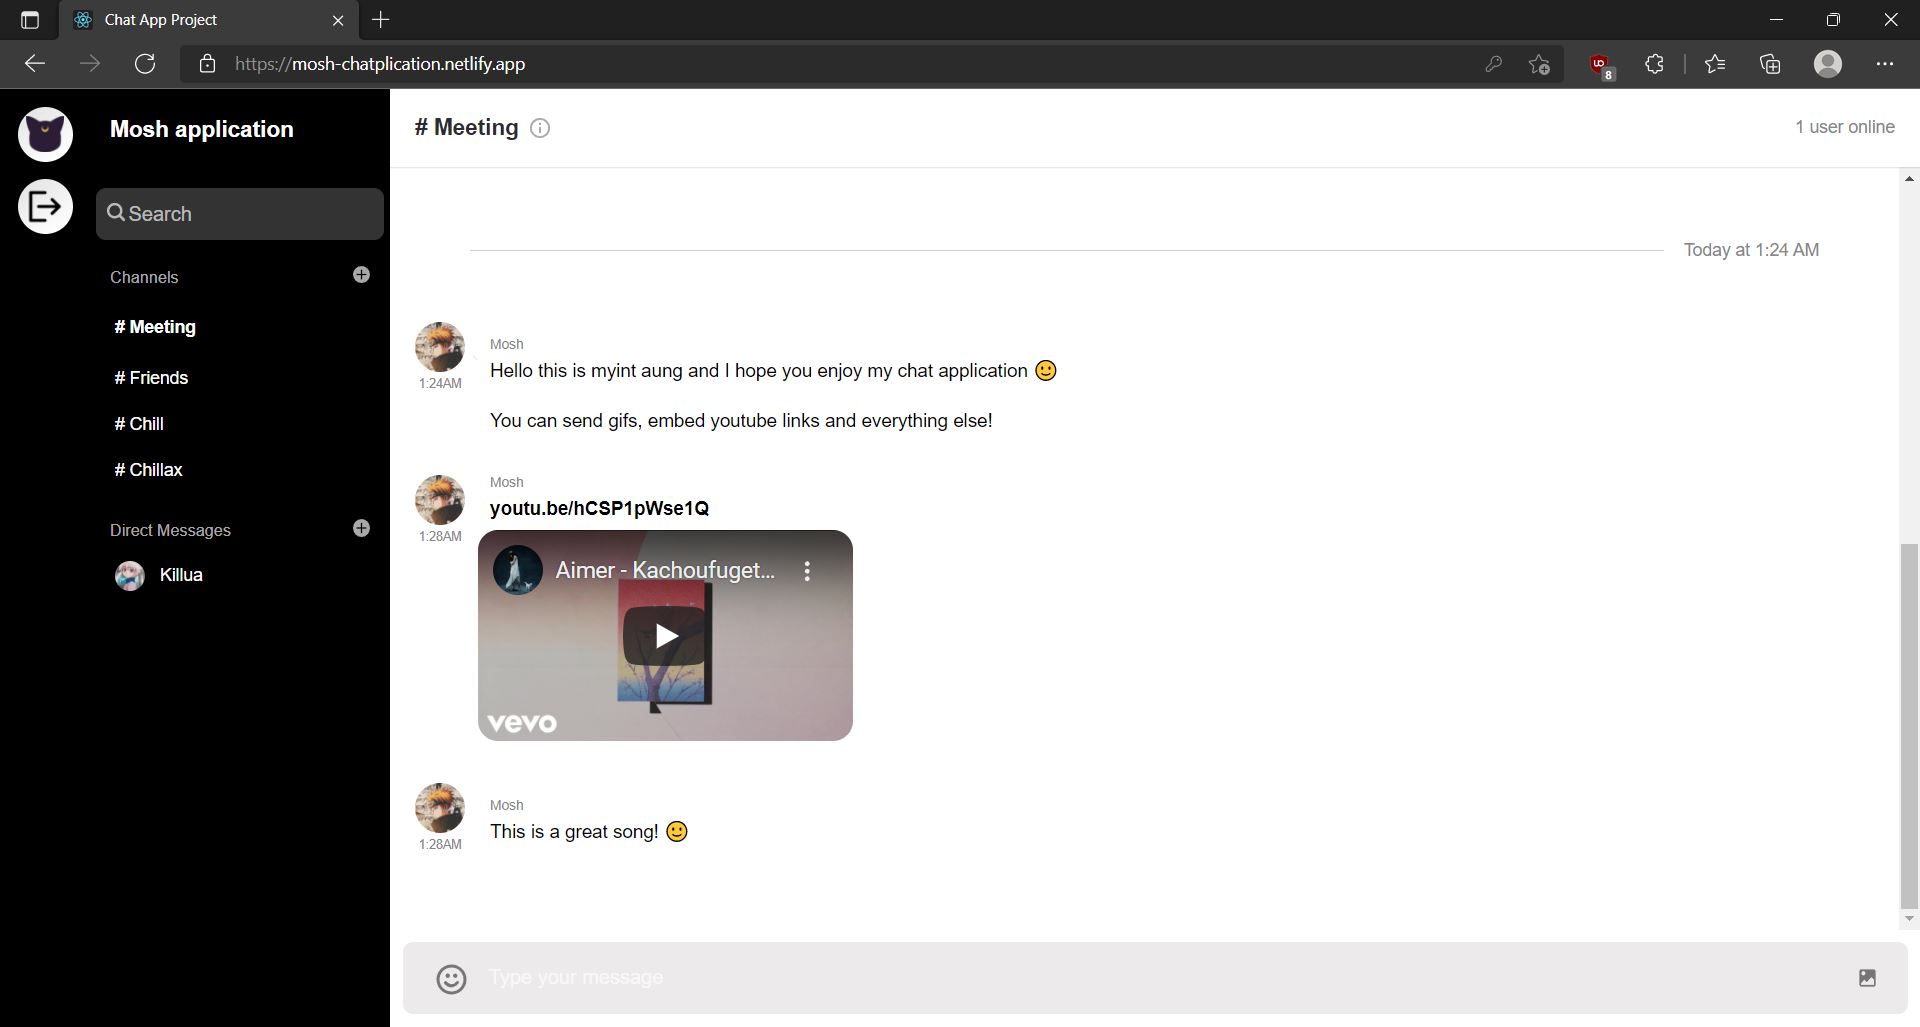 Chat App Project
https://mosh-chatplication.netlify.app
8
Mosh application
Search
Channels
# Meeting
# Friends
# Chill
# Chillax
Direct Messages
Killua
# Meeting
1 user online
Today at 1:24 AM
Mosh
Hello this is myint aung and I hope you enjoy my chat application 🙂
1:24AM
You can send gifs, embed youtube links and everything else!
Mosh
youtu.be/hCSP1pWse1Q
1:28AM
Aimer - Kachoufuget...
vevo
Mosh
This is a great song! 🙂
1:28AM
Type your message